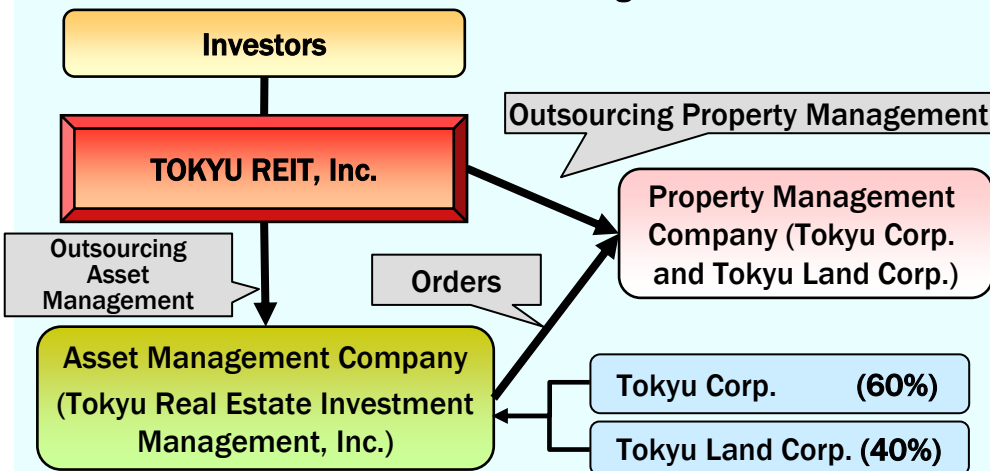 Investors
Outsourcing Property Management
TOKYU REIT, Inc.
Property Management
Company (Tokyu Corp.
and Tokyu Land Corp.)
Outsourcing
Asset
Management
Orders
Asset Management Company
(Tokyu Real Estate Investment
Management, Inc.)
Tokyu Corp. (60%)
Tokyu Land Corp. (40%)